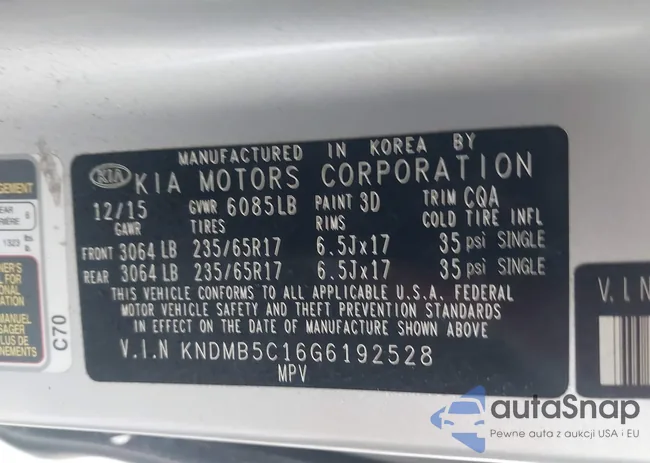 MANUFACTURED IN KOREA BY
KIA KIA MOTORS CORPORATION
12/15 GVWR 6085LB PAINT 3D TRIM CQA
GAWR TIRES RIMS COLD TIRE INFL
FRONT 3064 LB 235/65R17 6.5Jx17 35 psi SINGLE
REAR 3064 LB 235/65R17 6.5Jx17 35 psi SINGLE
THIS VEHICLE CONFORMS TO ALL APPLICABLE U.S.A. FEDERAL
MOTOR VEHICLE SAFETY AND THEFT PREVENTION STANDARDS
IN EFFECT ON THE DATE OF MANUFACTURE SHOWN ABOVE
V.I.N KNDMB5C16G6192528
MPV
C70
V.I.N
MANUEL
autaSnap
Pewne auta z aukcji USA i EU